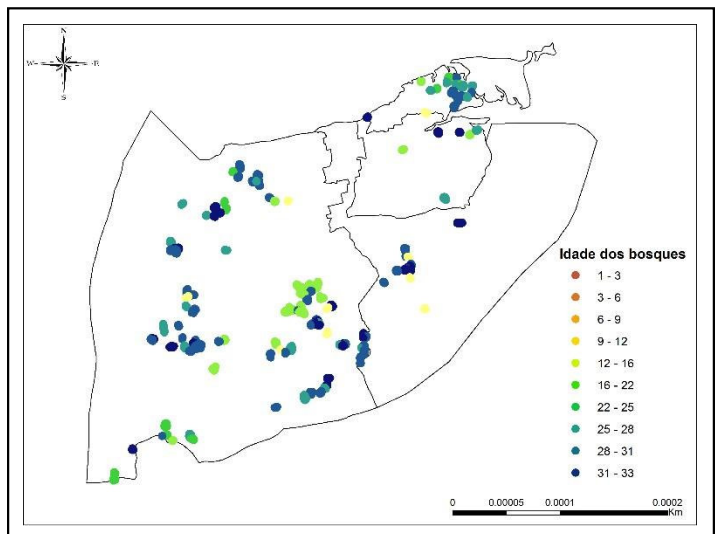 N
W
E
S
Idade dos bosques
1 - 3
3 - 6
6 - 9
9 - 12
12 - 16
16 - 22
22 - 25
25 - 28
28 - 31
31 - 33
0 0.00005 0.0001 0.0002
Km